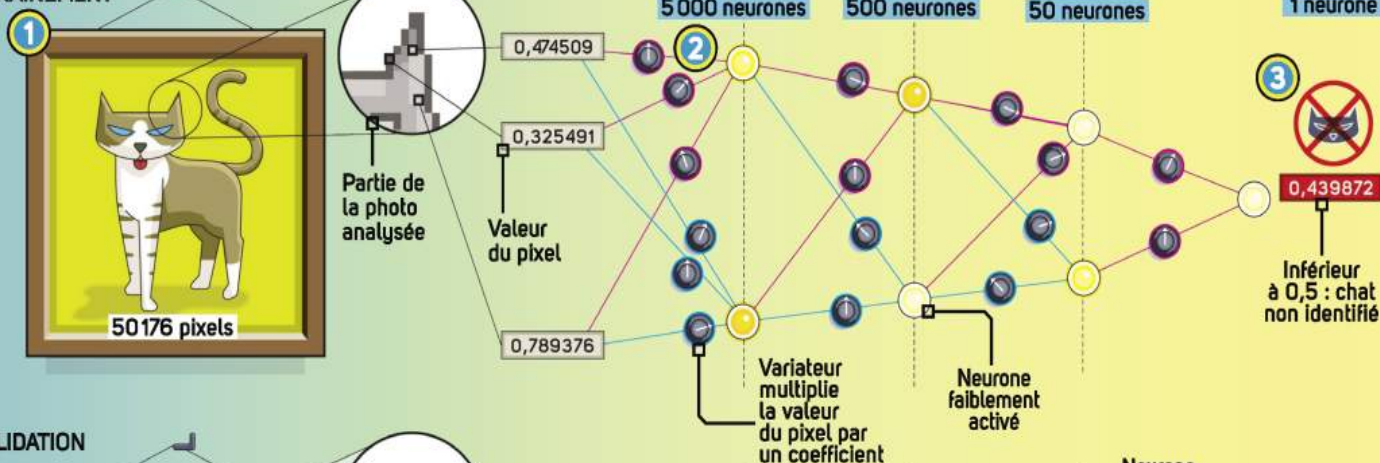 1
50 176 pixels
Partie de
la photo
analysée
Valeur
du pixel
0,474509
0,325491
0,789376
2
5 000 neurones
500 neurones
50 neurones
1 neurone
Variateur
multiplie
la valeur
du pixel par
un coefficient
Neurone
faiblement
activé
3
0,439872
Inférieur
à 0,5 : chat
non identifié